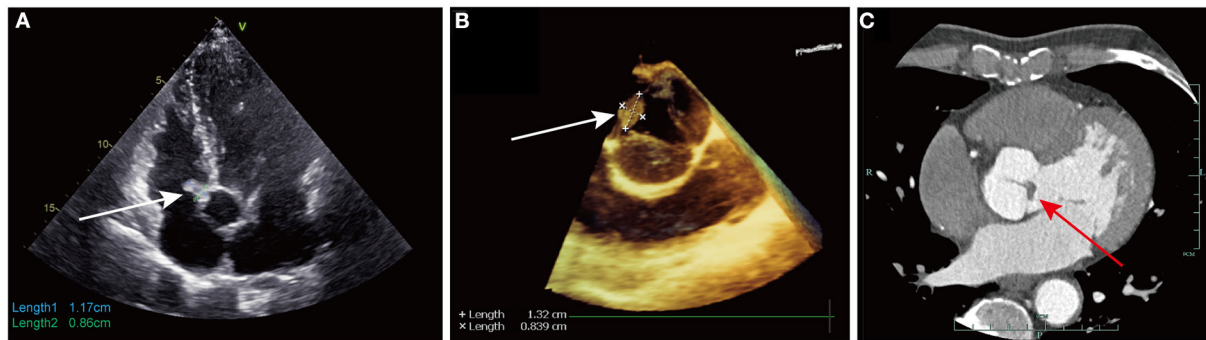 A
V
5
10
15
Length1 1.17cm
Length2 0.86cm
B
+ Length 1.32 cm
× Length 0.839 cm
C
R
L
P